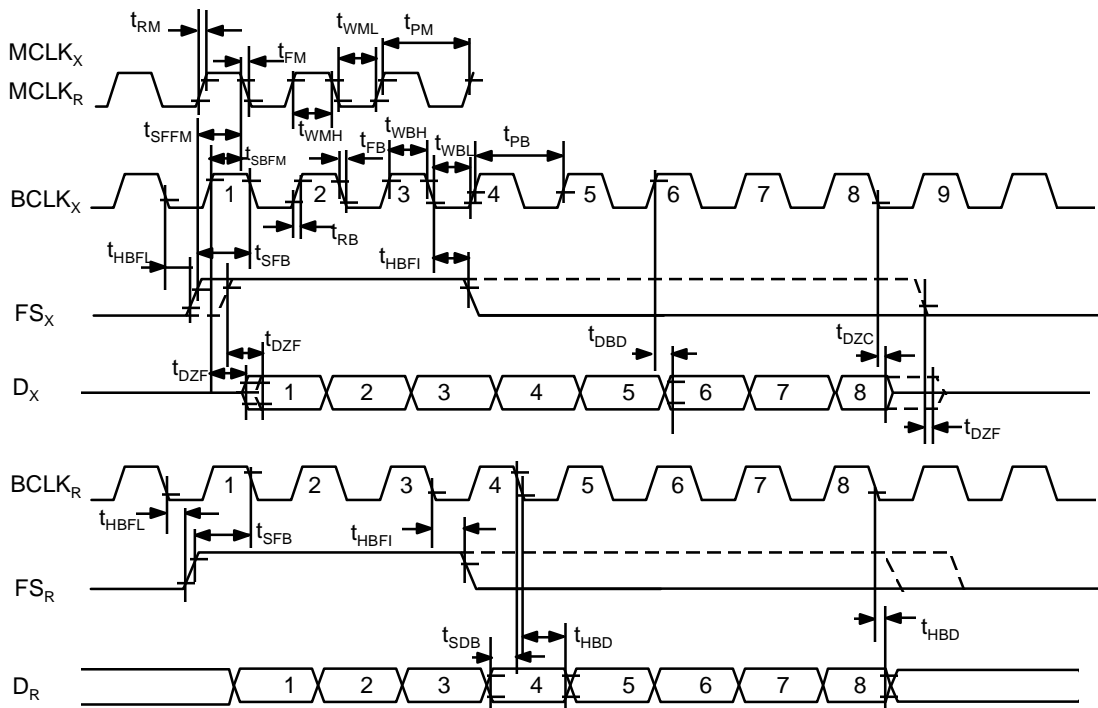 tRM
tWML
tPM
MCLKX
tFM
MCLKR
tSFFM
tWMH
tWBH
tSBFM
tFB
tWBL
tPB
BCLKX
1 2 3 4 5 6 7 8 9
tHBFL
tSFB
tRB
tHBFI
FSX
tDZF
tDBD
tDZC
tDZF
DX
1 2 3 4 5 6 7 8
tDZF
BCLKR
1 2 3 4 5 6 7 8
tHBFL
tSFB
tHBFI
FSR
tSDB
tHBD
tHBD
DR
1 2 3 4 5 6 7 8